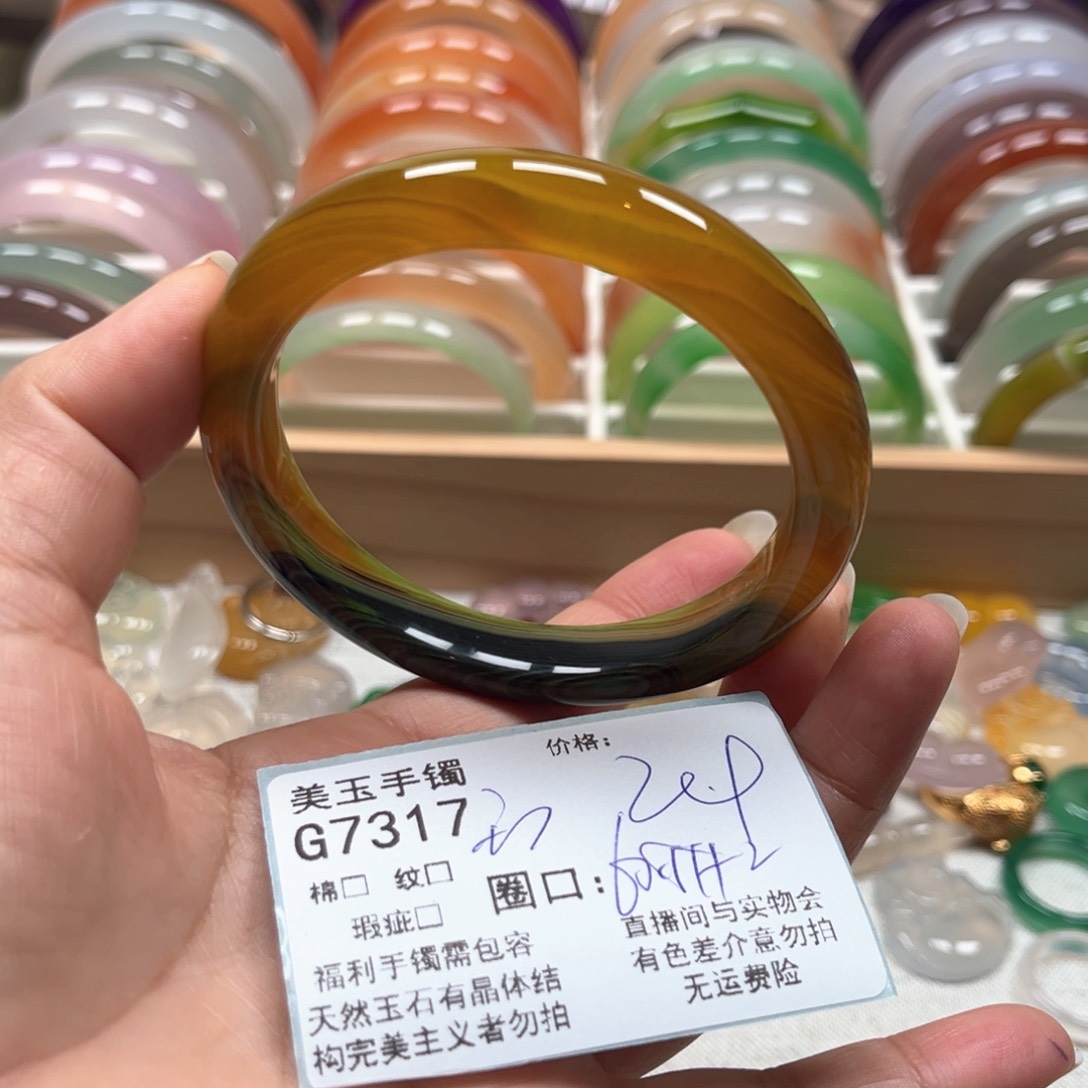 价格:
美玉手镯
G7317
棉□ 纹□
圈口:
瑕疵□
福利手镯需包容
天然玉石有晶体结
构完美主义者勿拍
直播间与实物会
有色差介意勿拍
无运费险